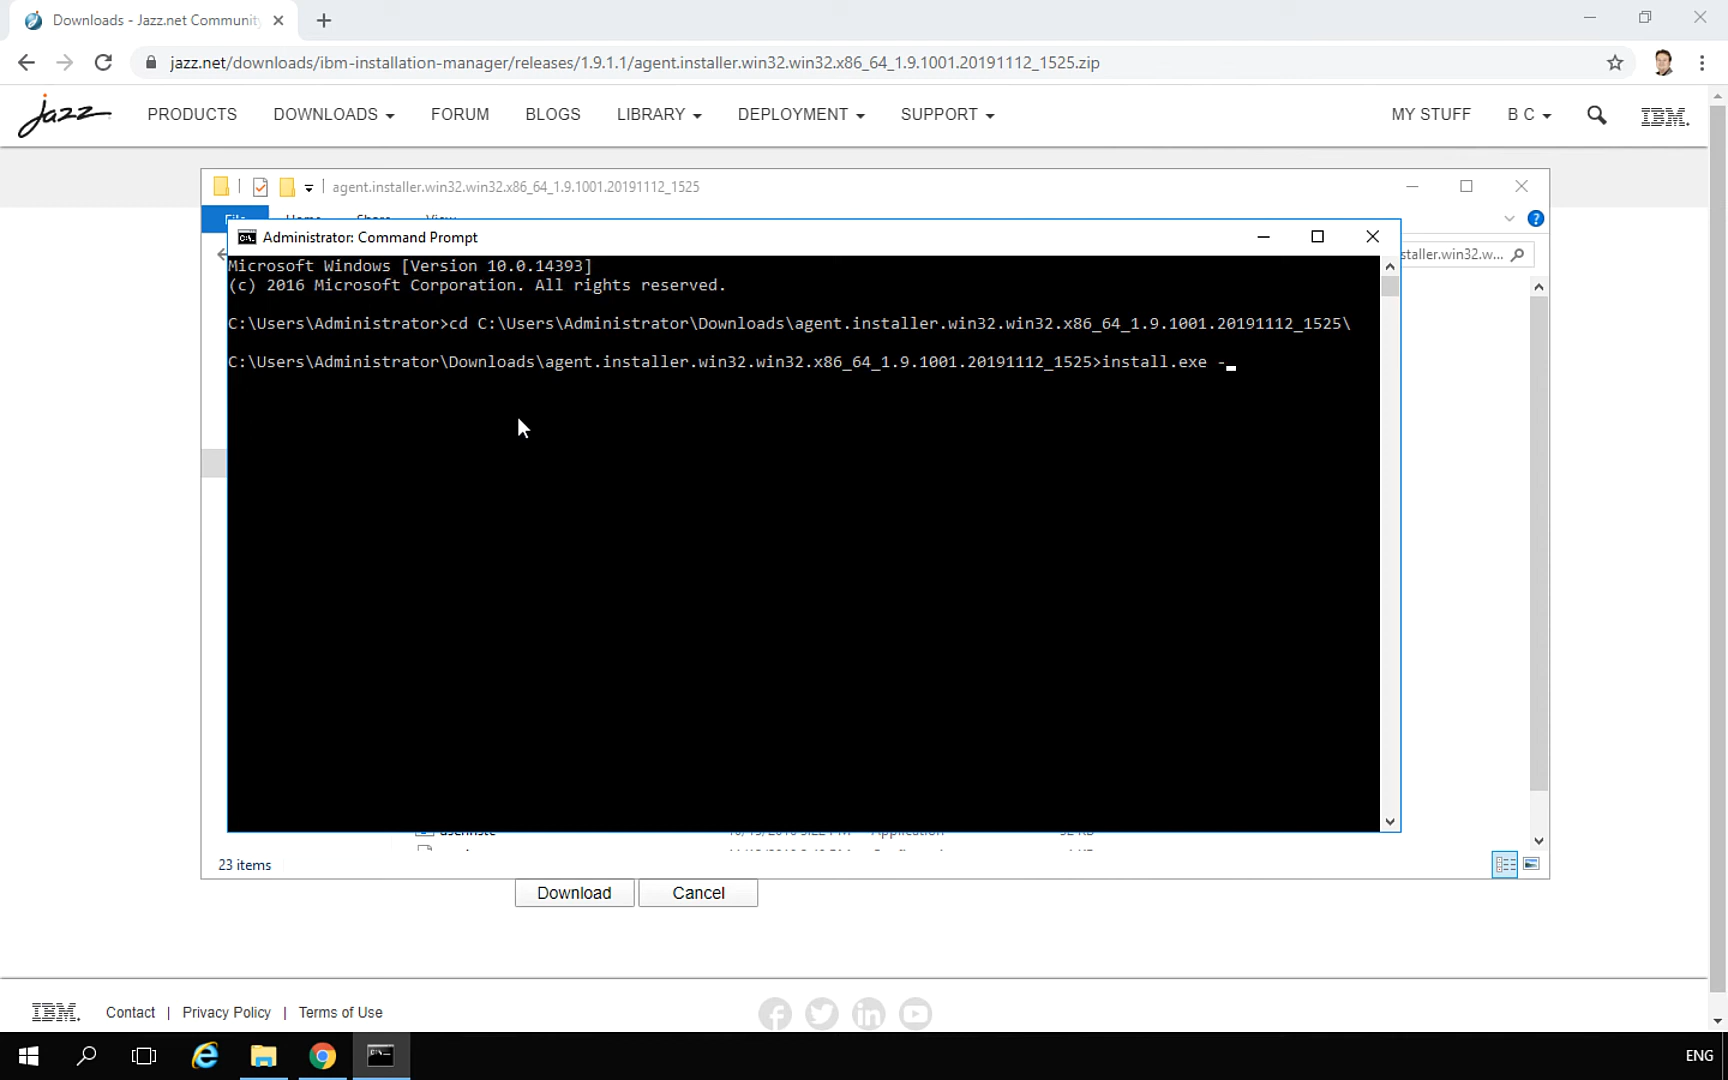 Downloads - Jazz.net Community
jazz.net/downloads/ibm-installation-manager/releases/1.9.1.1/agent.installer.win32.win32.x86_64_1.9.1001.20191112_1525.zip
jazz PRODUCTS DOWNLOADS FORUM BLOGS LIBRARY DEPLOYMENT SUPPORT MY STUFF B C IBM.
agent.installer.win32.win32.x86_64_1.9.1001.20191112_1525
File Home Share View
staller.win32.w...
Administrator: Command Prompt
Microsoft Windows [Version 10.0.14393]
(c) 2016 Microsoft Corporation. All rights reserved.
C:\Users\Administrator>cd C:\Users\Administrator\Downloads\agent.installer.win32.win32.x86_64_1.9.1001.20191112_1525\
C:\Users\Administrator\Downloads\agent.installer.win32.win32.x86_64_1.9.1001.20191112_1525>install.exe -
23 items
Download Cancel
IBM. Contact | Privacy Policy | Terms of Use
ENG